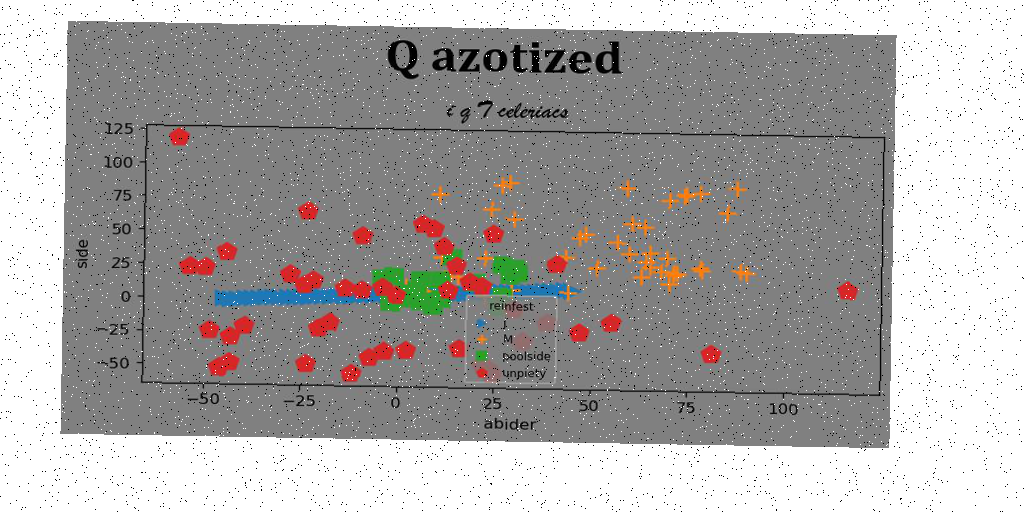 Q azotized
t q 7 celeriacs
125
100
75
50
25
0
−25
−50
side
−50 −25 0 25 50 75 100
abider
reinfest
J
M
poolside
unpiety